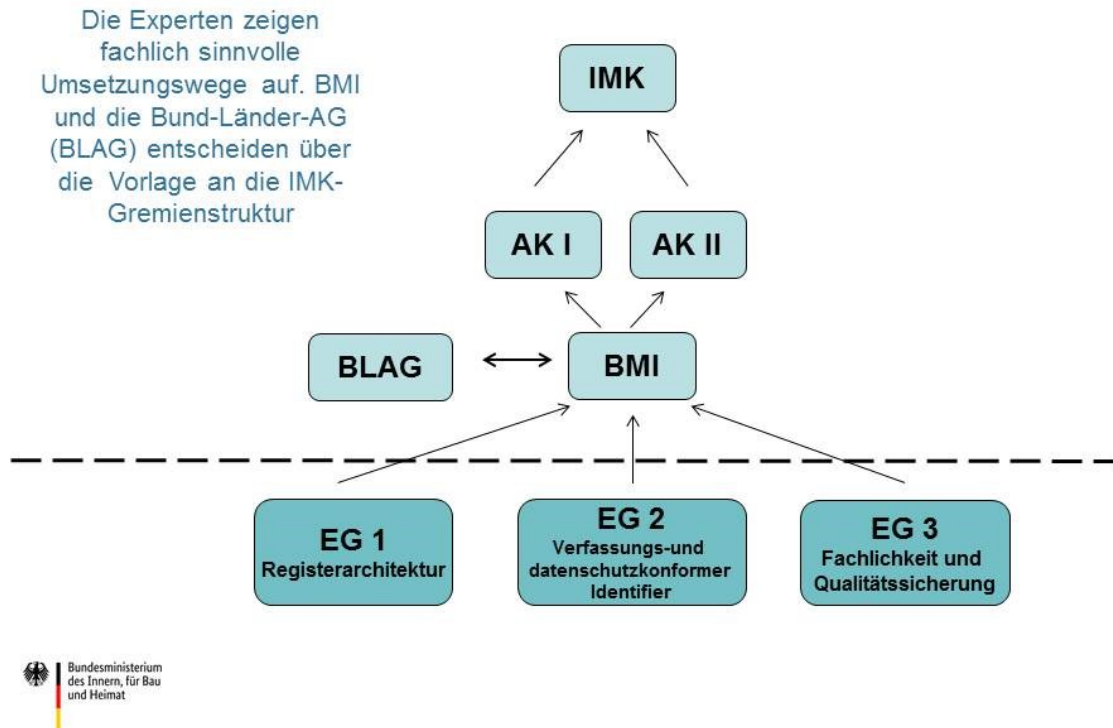 Die Experten zeigen
fachlich sinnvolle
Umsetzungswege auf. BMI
und die Bund-Länder-AG
(BLAG) entscheiden über
die Vorlage an die IMK-
Gremienstruktur
IMK
AK I
AK II
BLAG
BMI
EG 1
Registerarchitektur
EG 2
Verfassungs-und
datenschutzkonformer
Identifier
EG 3
Fachlichkeit und
Qualitätssicherung
Bundesministerium
des Innern, für Bau
und Heimat